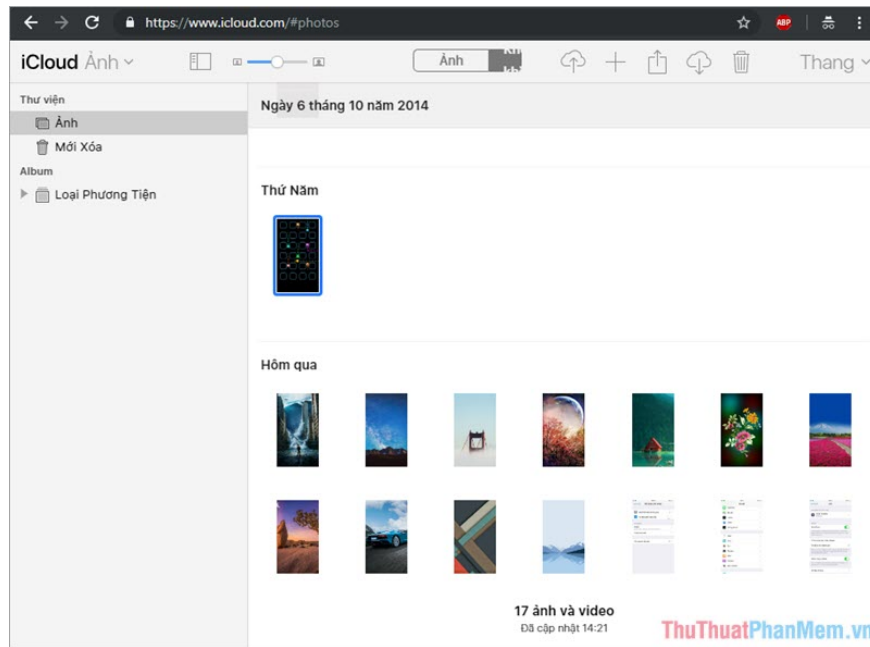 https://www.icloud.com/#photos
ABP
iCloud Ảnh
Ảnh
Thang
Thư viện
Ảnh
Mới Xóa
Album
Loại Phương Tiện
Ngày 6 tháng 10 năm 2014
Thứ Năm
Hôm qua
17 ảnh và video
Đã cập nhật 14:21
ThuThuatPhanMem.vn